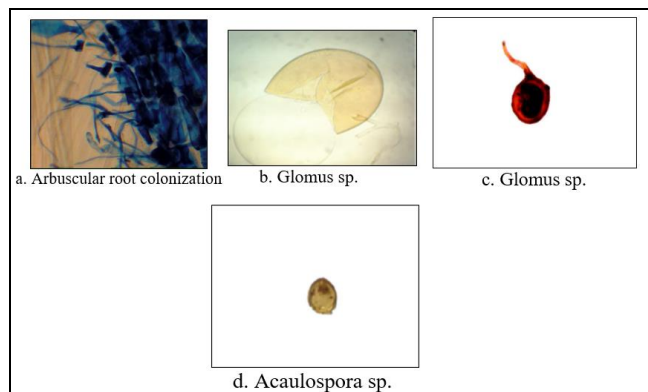 a. Arbuscular root colonization
b. Glomus sp.
c. Glomus sp.
d. Acaulospora sp.